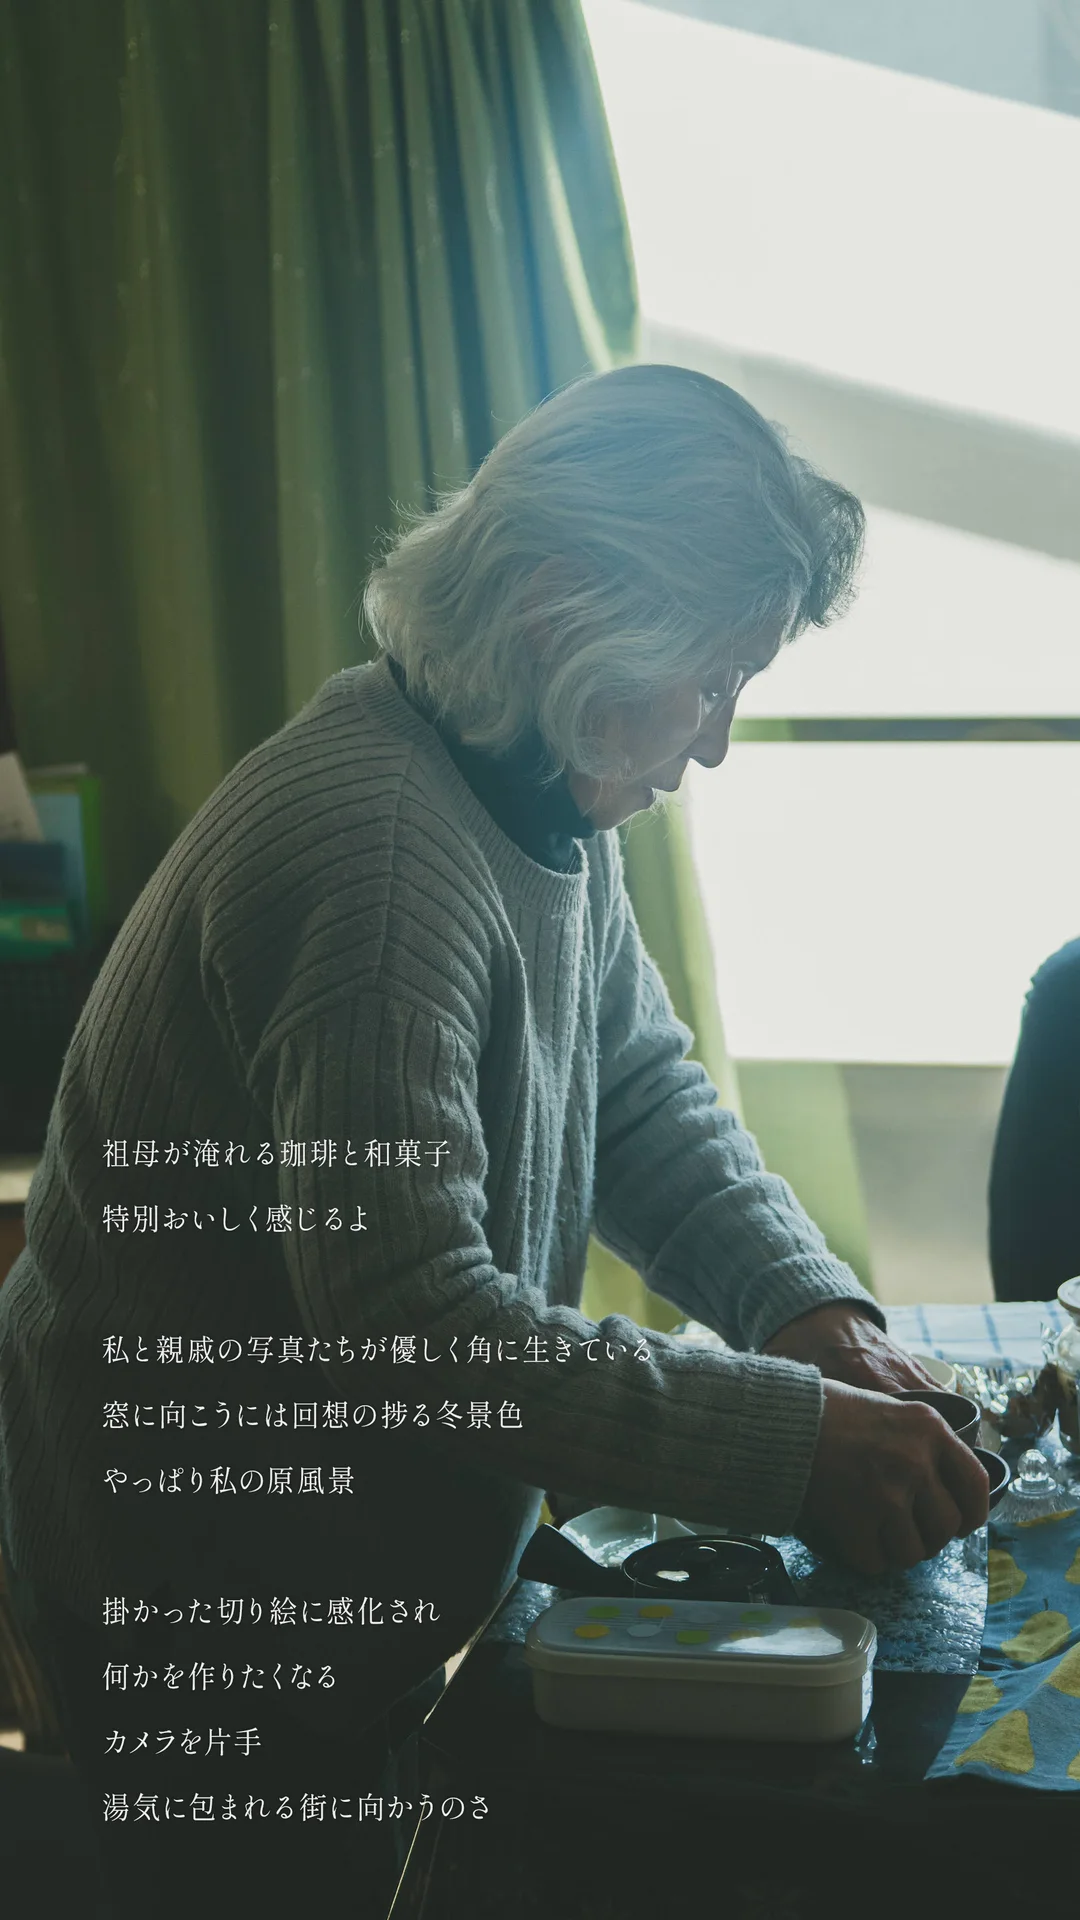 祖母が淹れる珈琲と和菓子
特別おいしく感じるよ
私と親戚の写真たちが優しく角に生きている
窓に向こうには回想の捗る冬景色
やっぱり私の原風景
掛かった切り絵に感化され
何かを作りたくなる
カメラを片手
湯気に包まれる街に向かうのさ